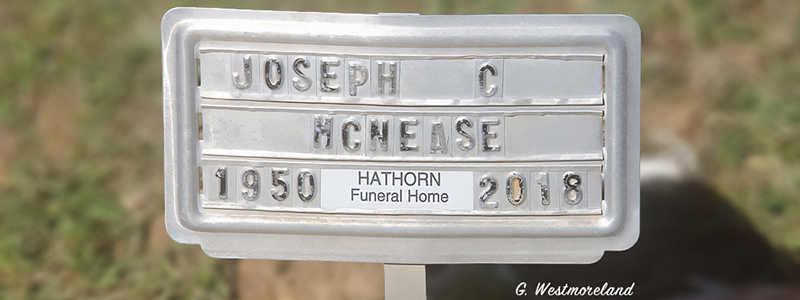 JOSEPH C
MCNEASE
1950 HATHORN Funeral Home 2018
G. Westmoreland